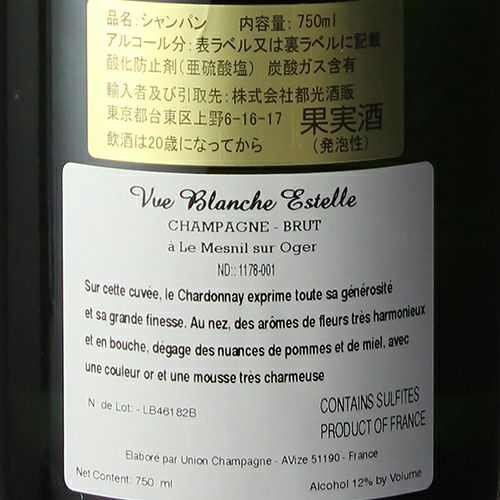 品名：シャンパン　内容量：750ml
アルコール分：表ラベル又は裏ラベルに記載
酸化防止剤（亜硫酸塩）　炭酸ガス含有
輸入者及び引取先：株式会社都光酒販
東京都台東区上野6-16-17　果実酒
飲酒は20歳になってから　（発泡性）
Vue Blanche Estelle
CHAMPAGNE - BRUT
à Le Mesnil sur Oger
ND:: 1178-001
Sur cette cuvée, le Chardonnay exprime toute sa générosité
et sa grande finesse. Au nez, des arômes de fleurs très harmonieux
et en bouche, dégage des nuances de pommes et de miel, avec
une couleur or et une mousse très charmeuse
N de Lot: - LB46182B
CONTAINS SULFITES
PRODUCT OF FRANCE
Elaboré par Union Champagne - AVize 51190 - France
Net Content: 750 ml
Alcohol 12% by Volume